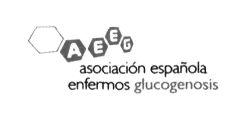 AEEG
asociación española
enfermos glucogenosis